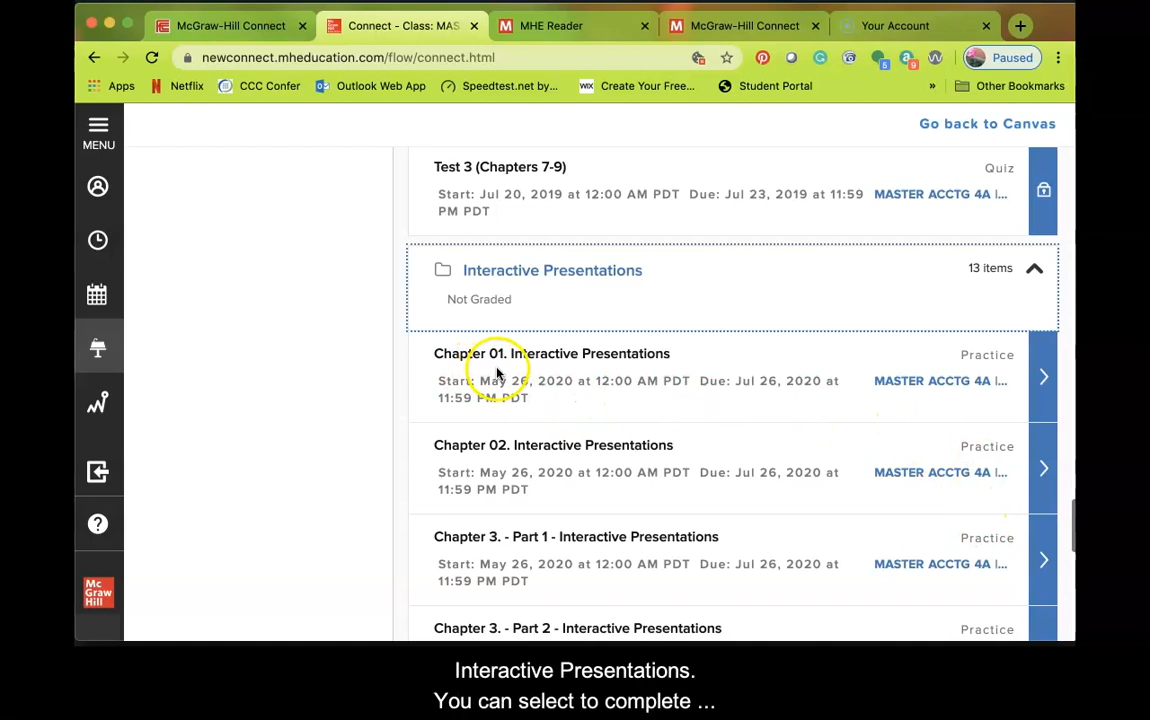 McGraw-Hill Connect
Connect - Class: MAS
MHE Reader
McGraw-Hill Connect
Your Account
newconnect.mheducation.com/flow/connect.html
5
9
Paused
Apps
Netflix
CCC Confer
Outlook Web App
Speedtest.net by...
WIX Create Your Free...
Student Portal
»
Other Bookmarks
MENU
Go back to Canvas
Test 3 (Chapters 7-9)
Quiz
Start: Jul 20, 2019 at 12:00 AM PDT Due: Jul 23, 2019 at 11:59
PM PDT
MASTER ACCTG 4A |...
Interactive Presentations
13 items
Not Graded
Chapter 01. Interactive Presentations
Practice
Start: May 26, 2020 at 12:00 AM PDT Due: Jul 26, 2020 at
11:59 PM PDT
MASTER ACCTG 4A |...
Chapter 02. Interactive Presentations
Practice
Start: May 26, 2020 at 12:00 AM PDT Due: Jul 26, 2020 at
11:59 PM PDT
MASTER ACCTG 4A |...
Chapter 3. - Part 1 - Interactive Presentations
Practice
Start: May 26, 2020 at 12:00 AM PDT Due: Jul 26, 2020 at
11:59 PM PDT
MASTER ACCTG 4A |...
Chapter 3. - Part 2 - Interactive Presentations
Practice
Mc
Graw
Hill
Interactive Presentations.
You can select to complete ...